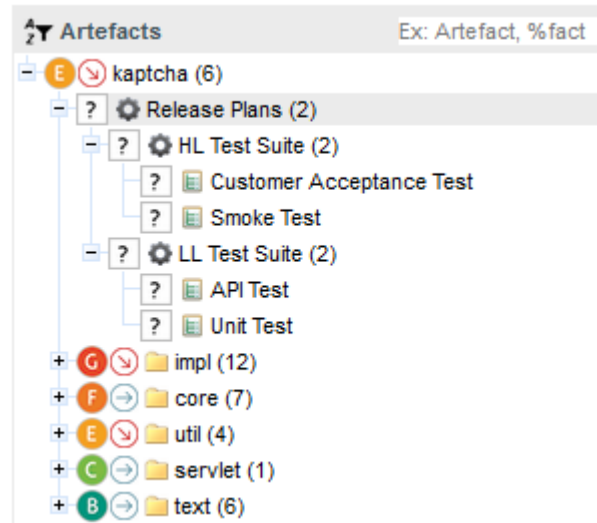 Artefacts Ex: Artefact, %fact
E kaptcha (6)
? Release Plans (2)
? HL Test Suite (2)
? Customer Acceptance Test
? Smoke Test
? LL Test Suite (2)
? API Test
? Unit Test
G impl (12)
F core (7)
E util (4)
C servlet (1)
B text (6)